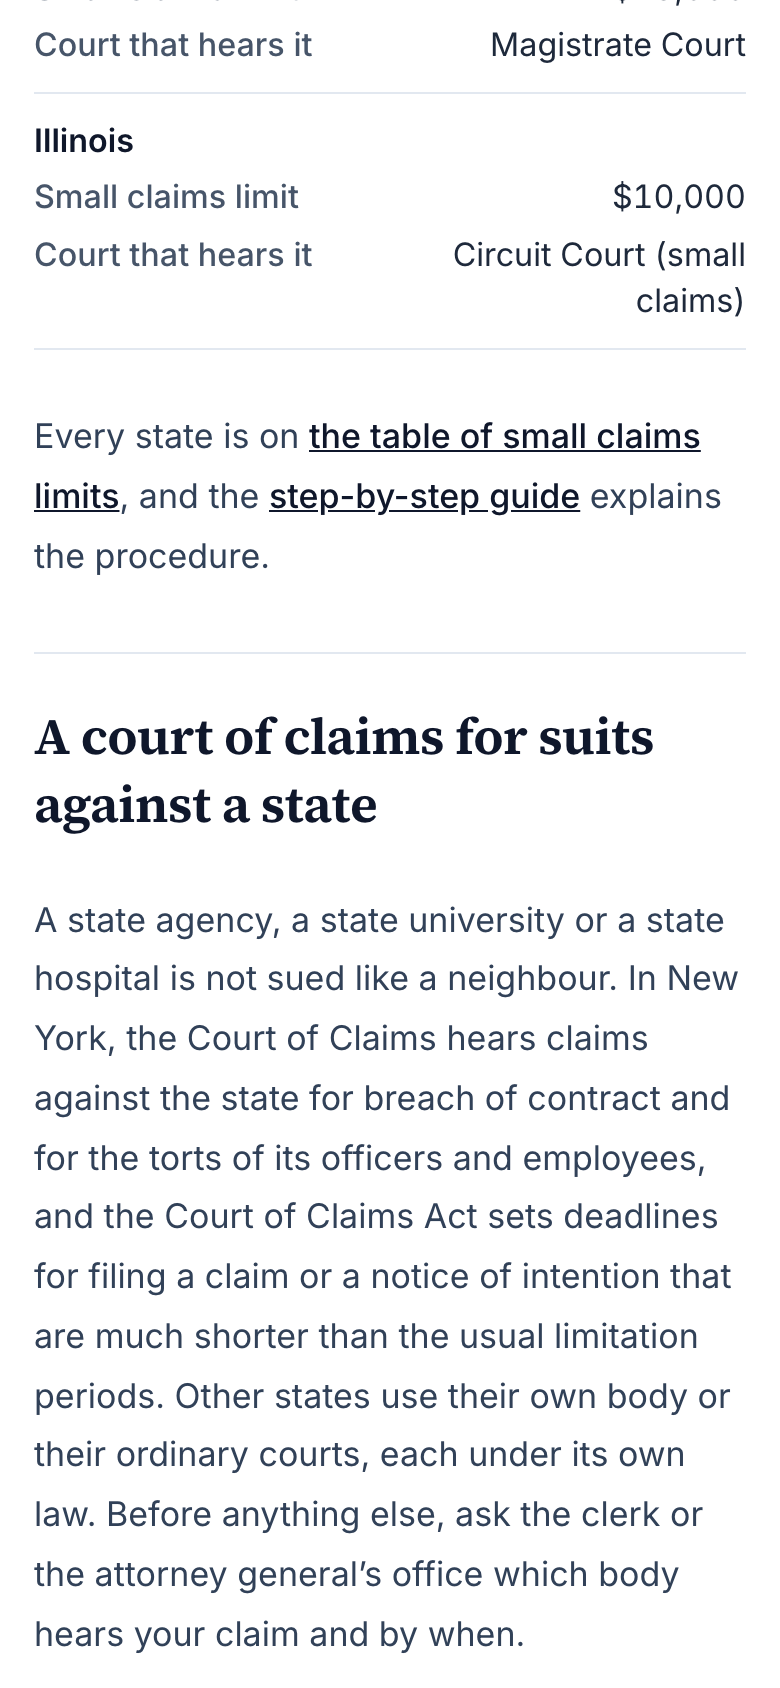 Court that hears it Magistrate Court
Illinois
Small claims limit $10,000
Court that hears it Circuit Court (small
claims)
Every state is on the table of small claims
limits, and the step-by-step guide explains
the procedure.
A court of claims for suits
against a state
A state agency, a state university or a state
hospital is not sued like a neighbour. In New
York, the Court of Claims hears claims
against the state for breach of contract and
for the torts of its officers and employees,
and the Court of Claims Act sets deadlines
for filing a claim or a notice of intention that
are much shorter than the usual limitation
periods. Other states use their own body or
their ordinary courts, each under its own
law. Before anything else, ask the clerk or
the attorney general’s office which body
hears your claim and by when.